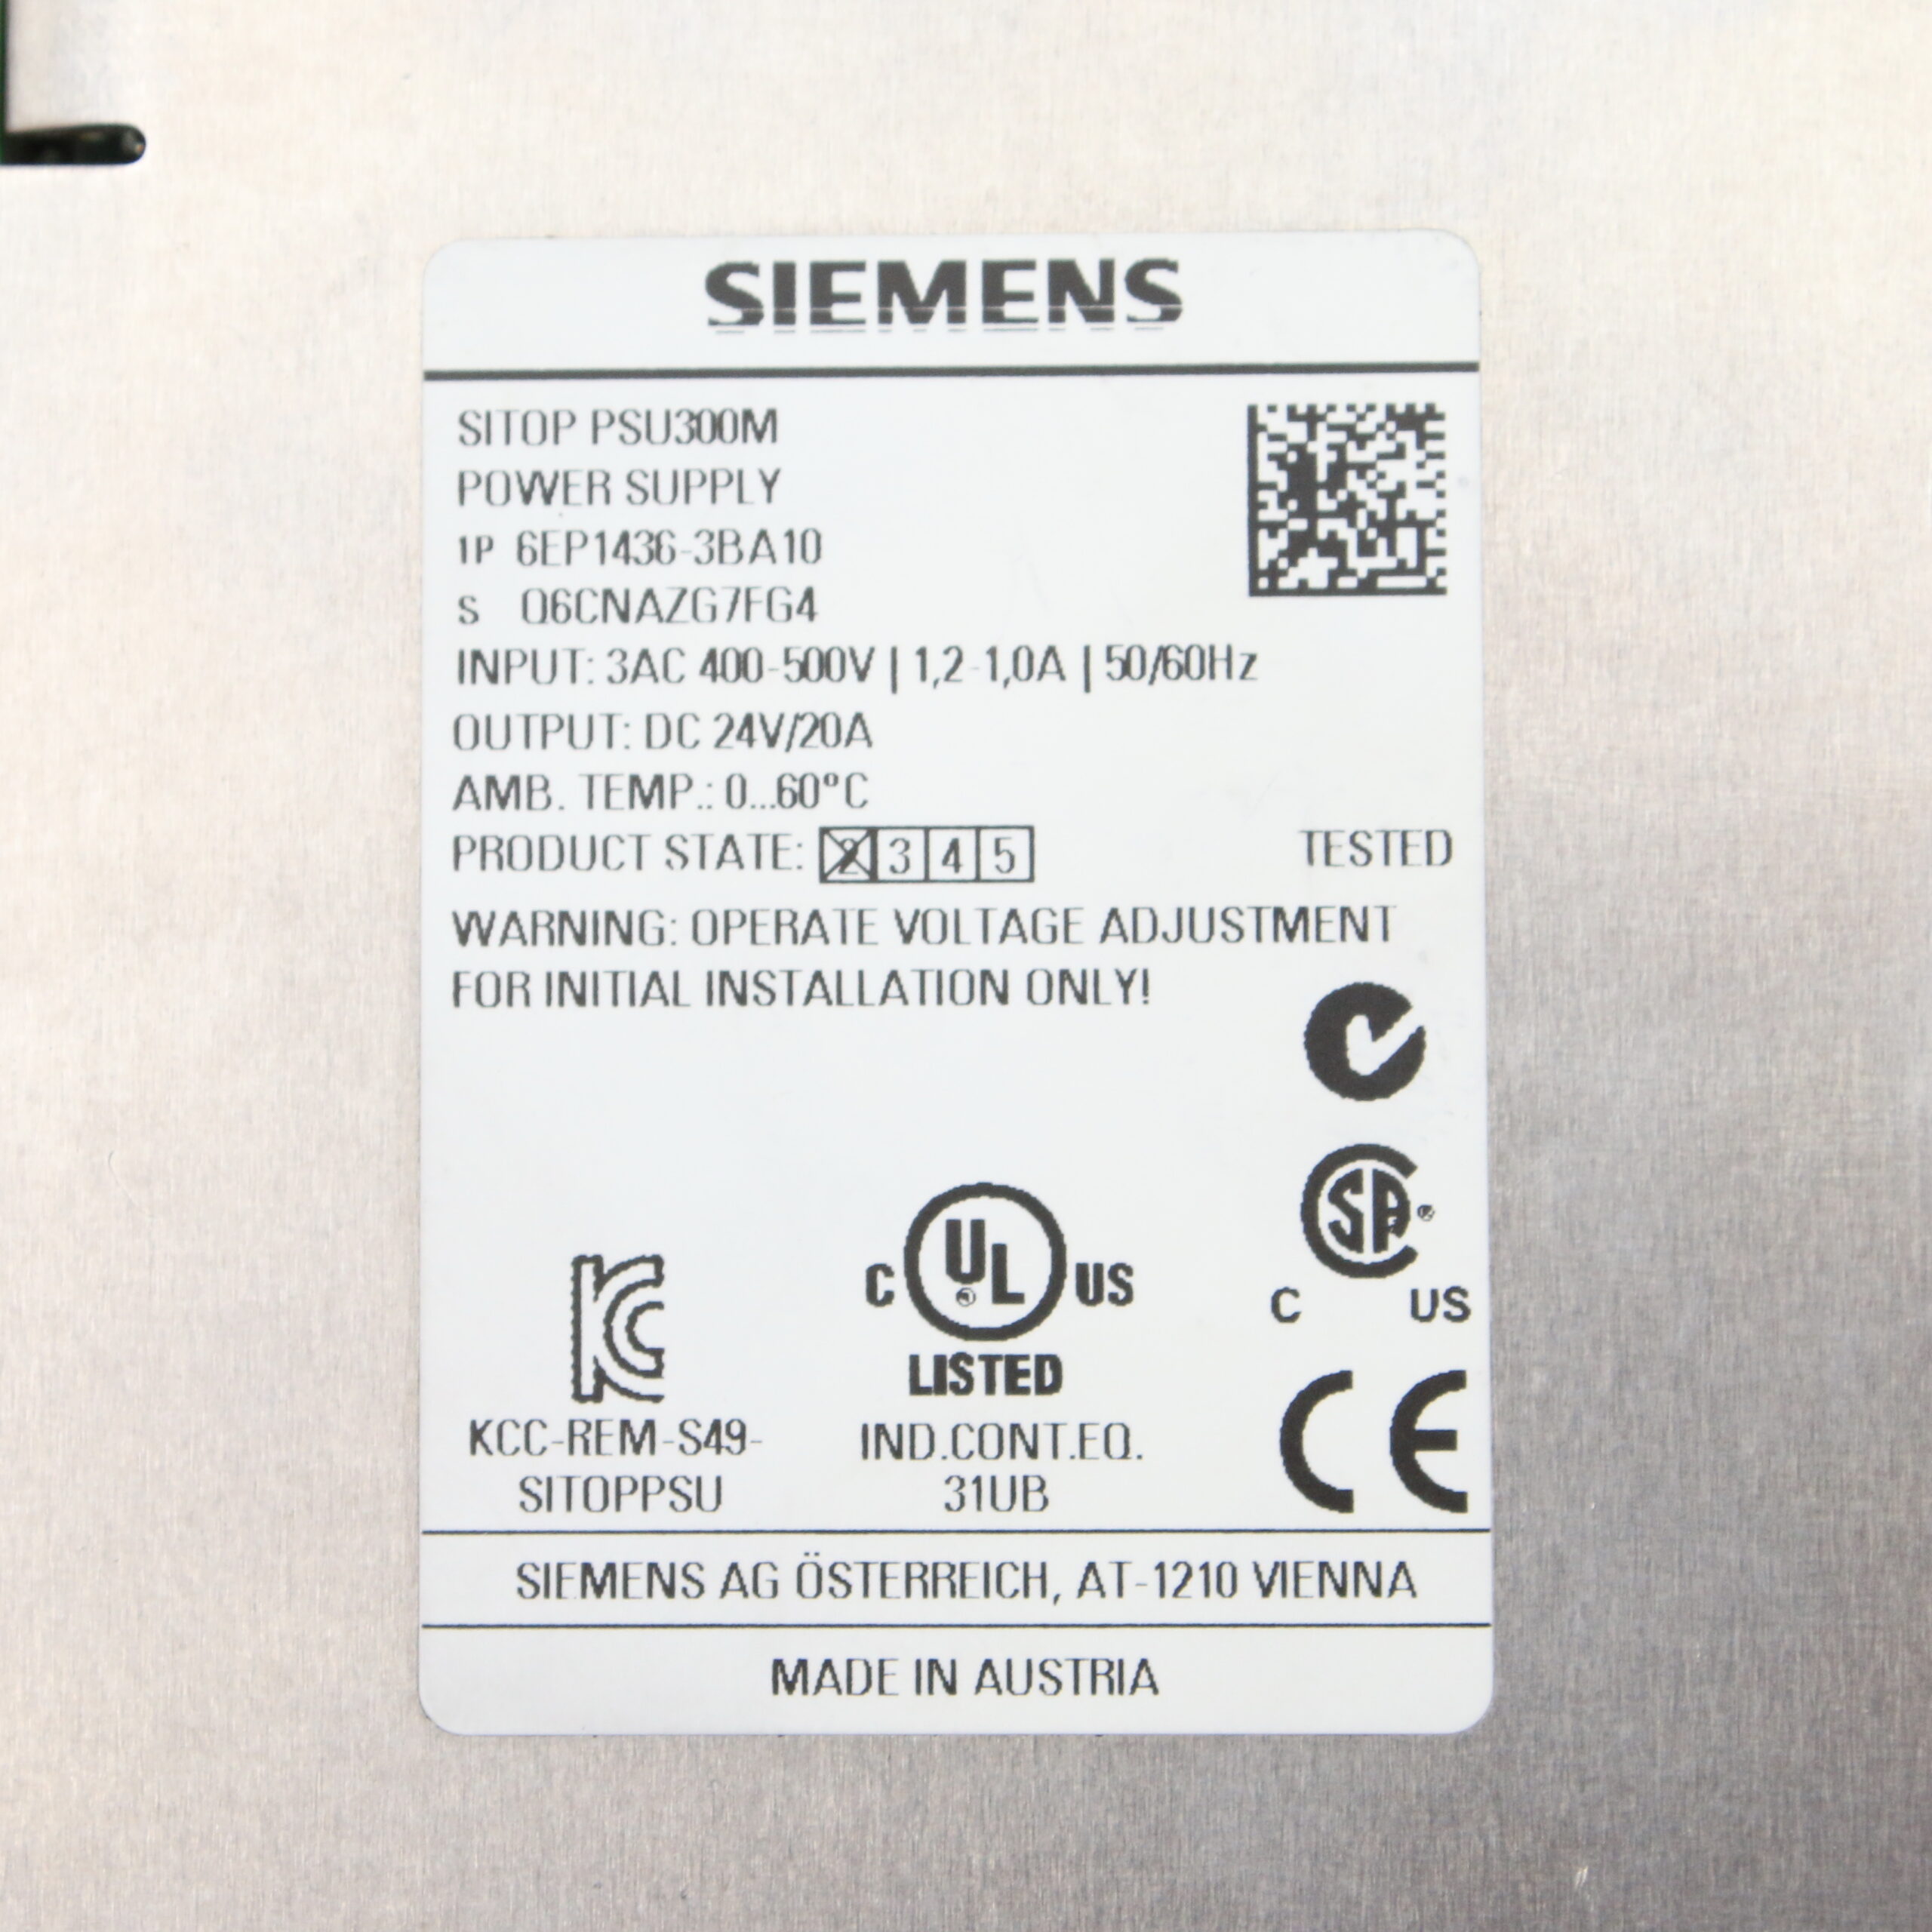 SIEMENS
SITOP PSU300M
POWER SUPPLY
1P 6EP1436-3BA10
S Q6CNAZG7FG4
INPUT: 3AC 400-500V | 1,2-1,0A | 50/60Hz
OUTPUT: DC 24V/20A
AMB. TEMP.: 0...60°C
PRODUCT STATE: 2 3 4 5 TESTED
WARNING: OPERATE VOLTAGE ADJUSTMENT
FOR INITIAL INSTALLATION ONLY!
SA ®
C US
C UL ® US
LISTED
KC
CE
KCC-REM-S49-
SITOPPSU
IND.CONT.EQ.
31UB
SIEMENS AG ÖSTERREICH, AT-1210 VIENNA
MADE IN AUSTRIA